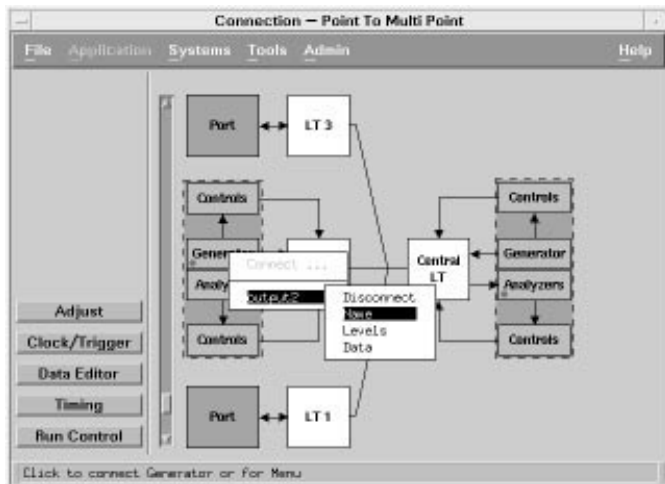 Connection – Point To Multi Point
File Application Systems Tools Admin Help
Port LT 3
Controls Controls
Generator Central LT Generator
Connect ...
Analyzers
output2 Disconnect
Name
Levels
Data
Controls Controls
Port LT 1
Adjust
Clock/Trigger
Data Editor
Timing
Run Control
Click to connect Generator or for Menu